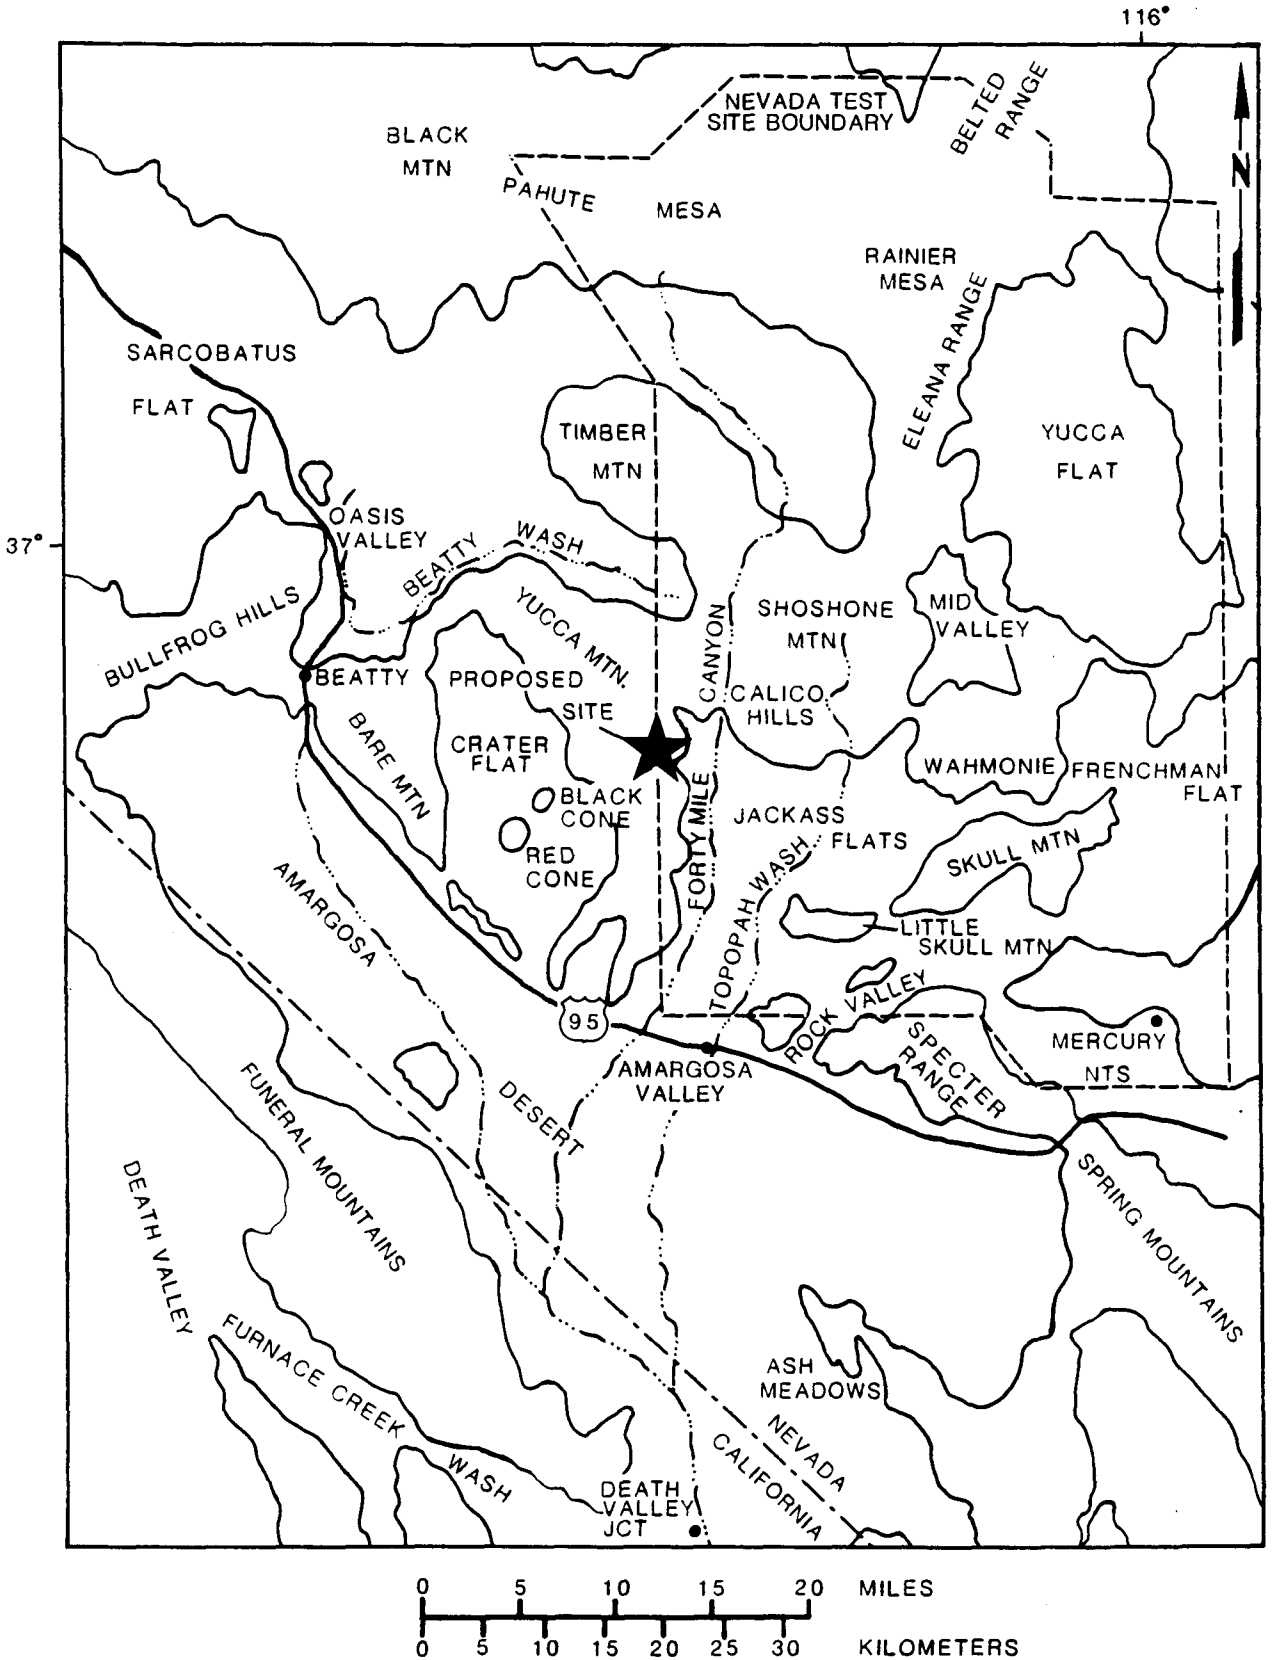 116°
NEVADA TEST
SITE BOUNDARY
BELTED
RANGE
BLACK
MTN
N
PAHUTE
MESA
RAINIER
MESA
ELEANA RANGE
SARCOBATUS
FLAT
TIMBER
MTN
YUCCA
FLAT
OASIS
VALLEY
37°
BEATTY
WASH
YUCCA MTN.
BULLFROG HILLS
SHOSHONE
MTN
MID
VALLEY
CANYON
BEATTY
PROPOSED
SITE
CALICO
HILLS
BARE MTN
CRATER
FLAT
WAHMONIE
FRENCHMAN
FLAT
BLACK
CONE
FORTYMILE
JACKASS
FLATS
RED
CONE
SKULL MTN
TOPOPAH WASH
AMARGOSA
LITTLE
SKULL MTN
ROCK VALLEY
95
SPECTER
RANGE
MERCURY
NTS
AMARGOSA
VALLEY
DESERT
FUNERAL MOUNTAINS
DEATH VALLEY
SPRING MOUNTAINS
FURNACE CREEK
WASH
ASH
MEADOWS
NEVADA
CALIFORNIA
DEATH
VALLEY
JCT
0 5 10 15 20 MILES
0 5 10 15 20 25 30 KILOMETERS